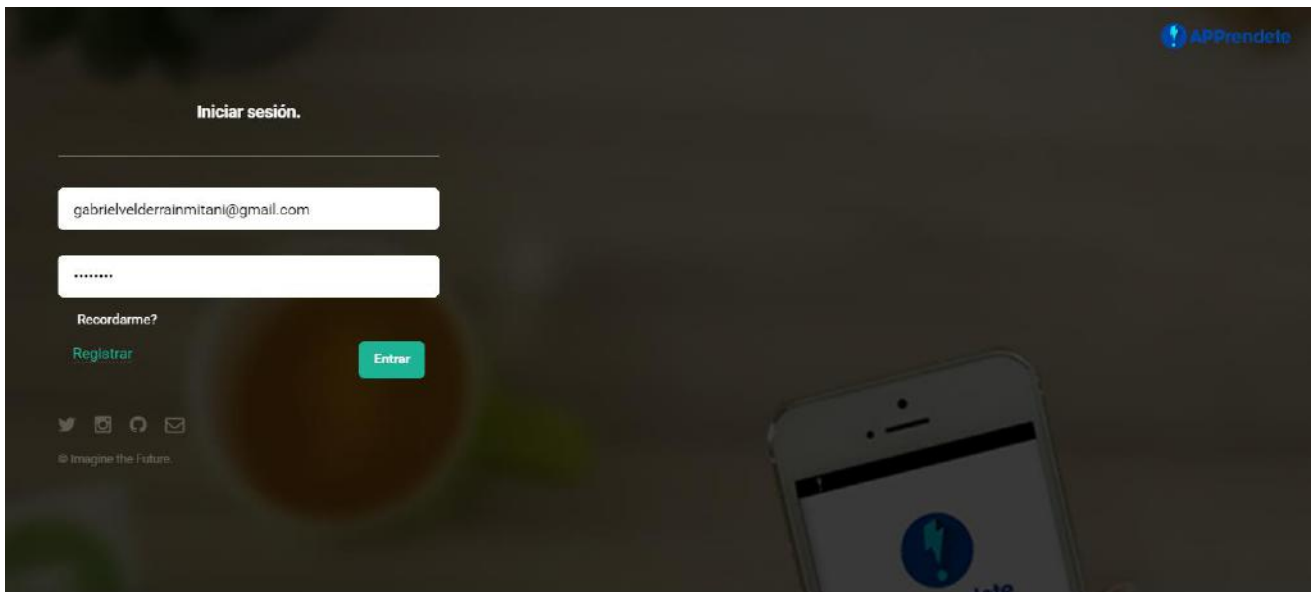 APPrendete
Iniciar sesión.
gabrielvelderrainmitani@gmail.com
••••••••
Recordarme?
Registrar
Entrar
© Imagine the Future.